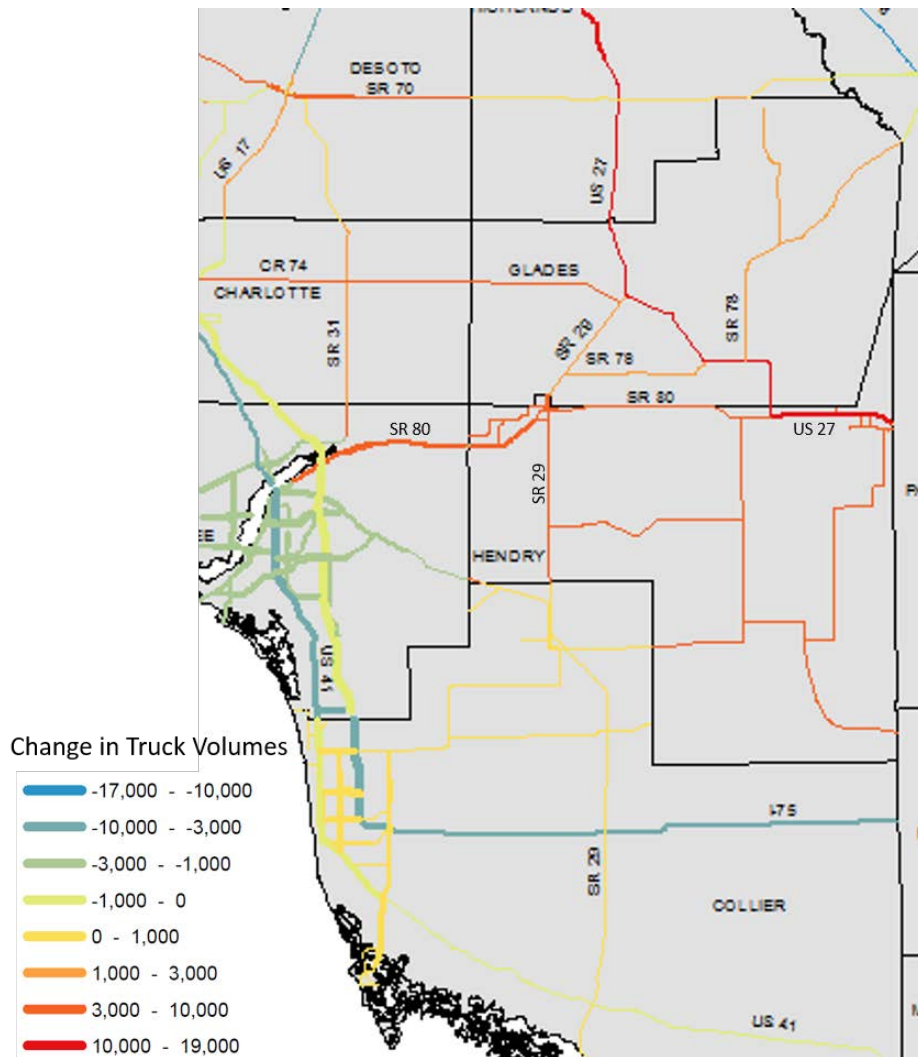 HIGHLANDS
DESOTO
SR 70
US 17
US 27
CR 74
GLADES
CHARLOTTE
SR 31
SR 29
SR 78
SR 78
SR 80
SR 80
US 27
SR 29
EE
HENDRY
US 41
Change in Truck Volumes
-17,000 - -10,000
-10,000 - -3,000
-3,000 - -1,000
-1,000 - 0
0 - 1,000
1,000 - 3,000
3,000 - 10,000
10,000 - 19,000
I-75
SR 29
COLLIER
US 41